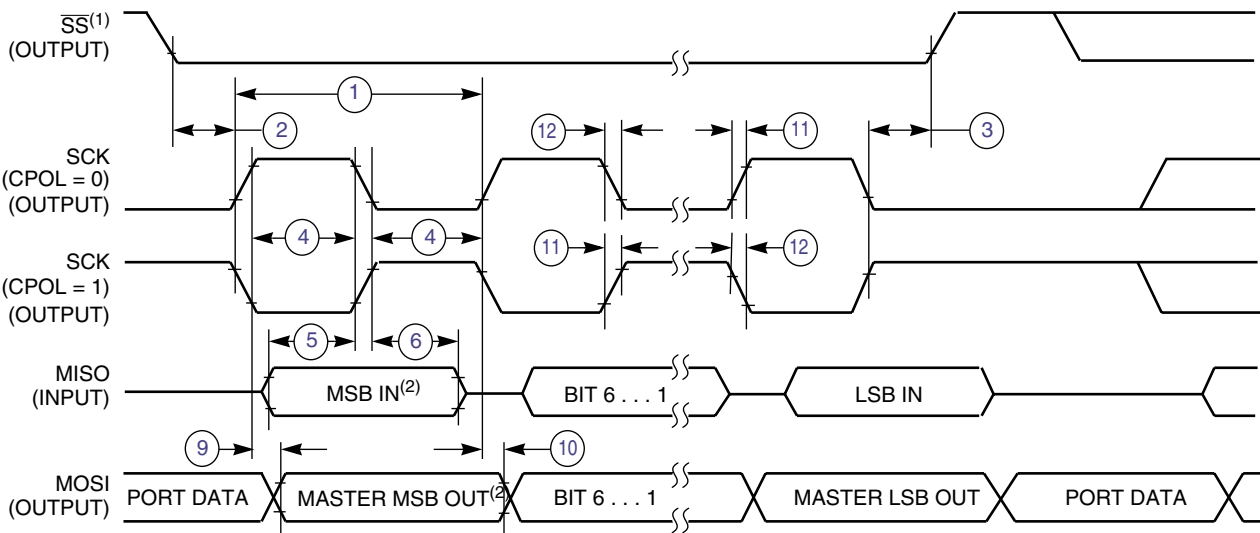 SS(1)
(OUTPUT)
1
2
12
11
3
SCK
(CPOL = 0)
(OUTPUT)
4
4
SCK
(CPOL = 1)
(OUTPUT)
11
12
5
6
MISO
(INPUT)
MSB IN(2)
BIT 6 . . . 1
LSB IN
9
10
MOSI
(OUTPUT)
PORT DATA
MASTER MSB OUT(2)
BIT 6 . . . 1
MASTER LSB OUT
PORT DATA